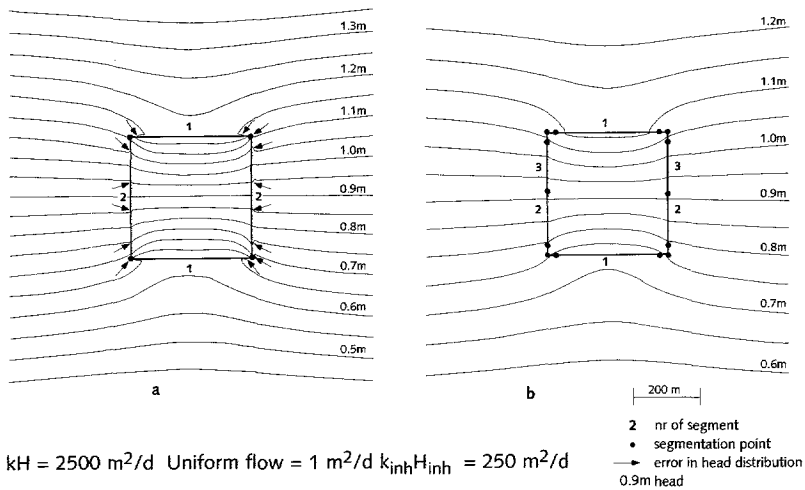 1.3m
1.2m
1
1.1m
1.0m
2 2 0.9m
0.8m
0.7m
1
0.6m
0.5m
a
1.2m
1.1m
1
1.0m
3 3
0.9m
2 2
0.8m
1
0.7m
0.6m
b
200 m
2 nr of segment
segmentation point
error in head distribution
0.9m head
kH = 2500 m²/d Uniform flow = 1 m²/d kinhHinh = 250 m²/d